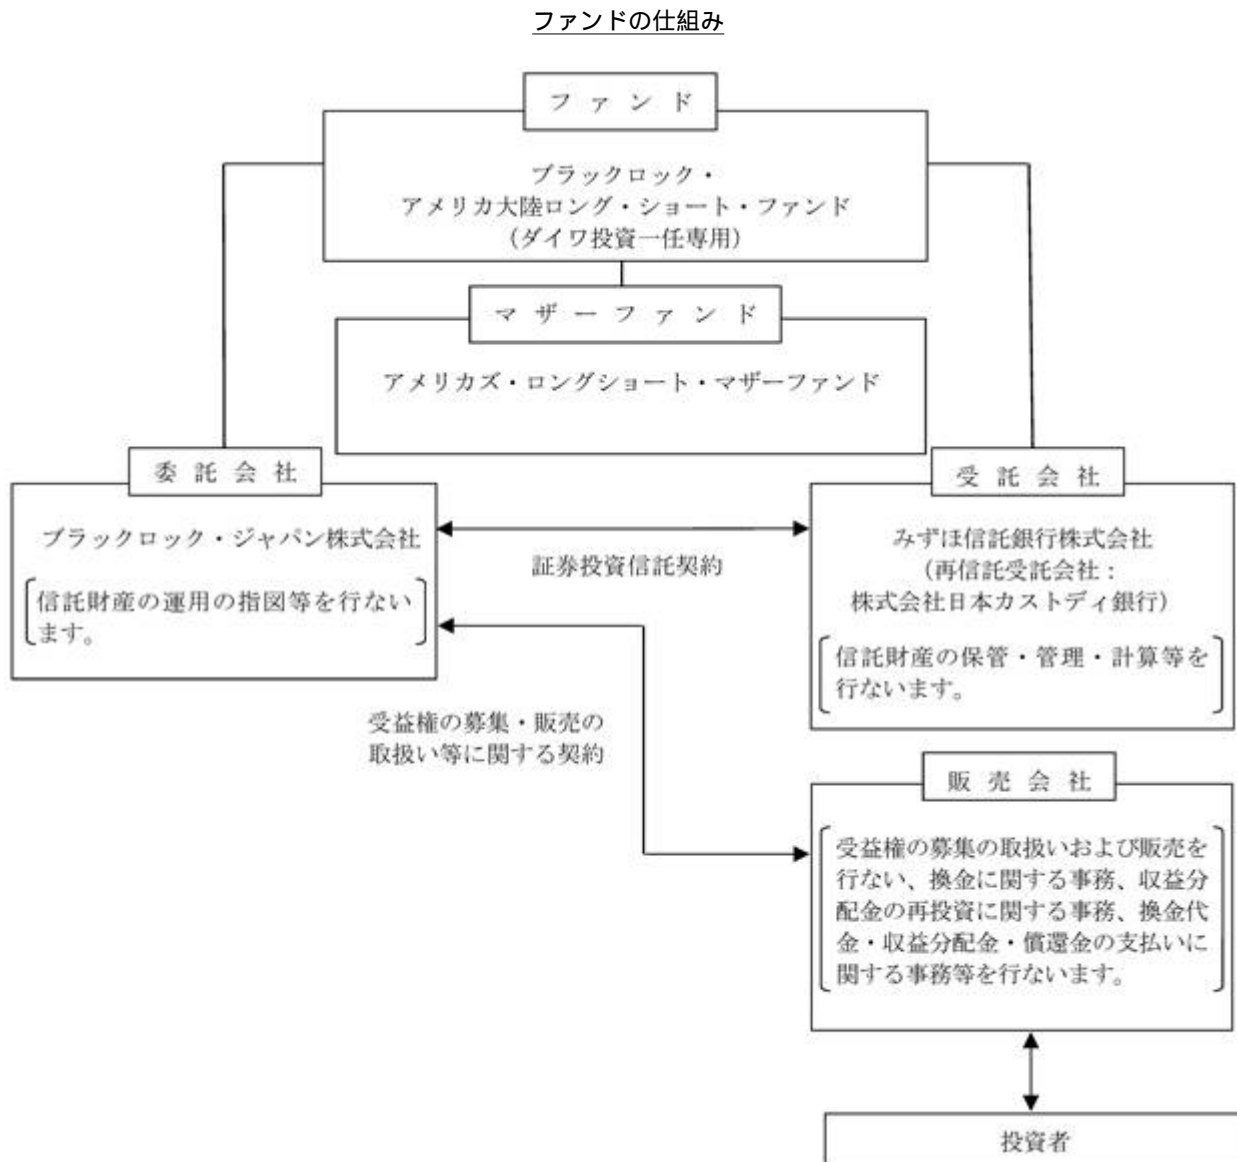 ファンドの仕組み
ファンド
ブラックロック・
アメリカ大陸ロング・ショート・ファンド
（ダイワ投資一任専用）
マザーファンド
アメリカズ・ロングショート・マザーファンド
委託会社
ブラックロック・ジャパン株式会社
信託財産の運用の指図等を行ない
ます。
証券投資信託契約
受託会社
みずほ信託銀行株式会社
（再信託受託会社：
株式会社日本カストディ銀行）
信託財産の保管・管理・計算等を
行ないます。
受益権の募集・販売の
取扱い等に関する契約
販売会社
受益権の募集の取扱いおよび販売を
行ない、換金に関する事務、収益分
配金の再投資に関する事務、換金代
金・収益分配金・償還金の支払いに
関する事務等を行ないます。
投資者